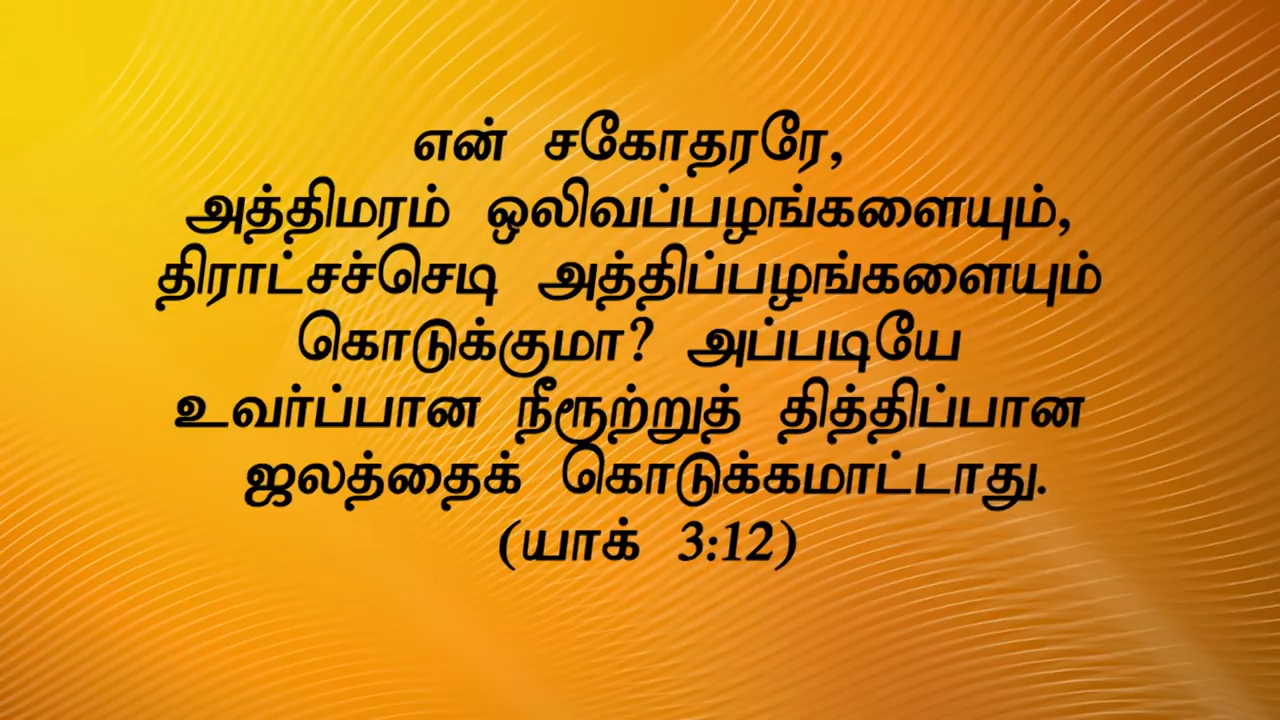 என் சகோதரரே,
அத்திமரம் ஒலிவப்பழங்களையும்,
திராட்சச்செடி அத்திப்பழங்களையும்
கொடுக்குமா? அப்படியே
உவர்ப்பான நீரூற்றுத் தித்திப்பான
ஜலத்தைக் கொடுக்கமாட்டாது.
(யாக் 3:12)